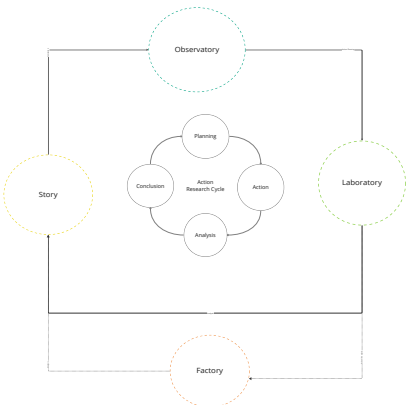 Observatory
Planning
Story
Conclusion
Action
Research Cycle
Action
Laboratory
Analysis
Factory